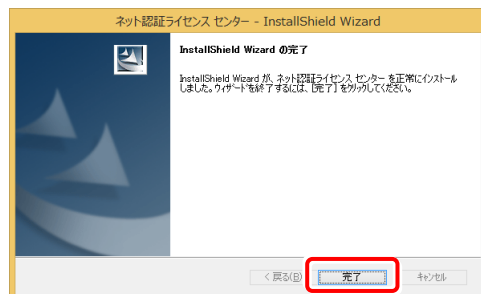 ネット認証ライセンス センター - InstallShield Wizard
InstallShield Wizard の完了
InstallShield Wizard が、ネット認証ライセンス センター を正常にインストール
しました。ウィザードを終了するには、[完了] をクリックしてください。
< 戻る(B)
完了
キャンセル